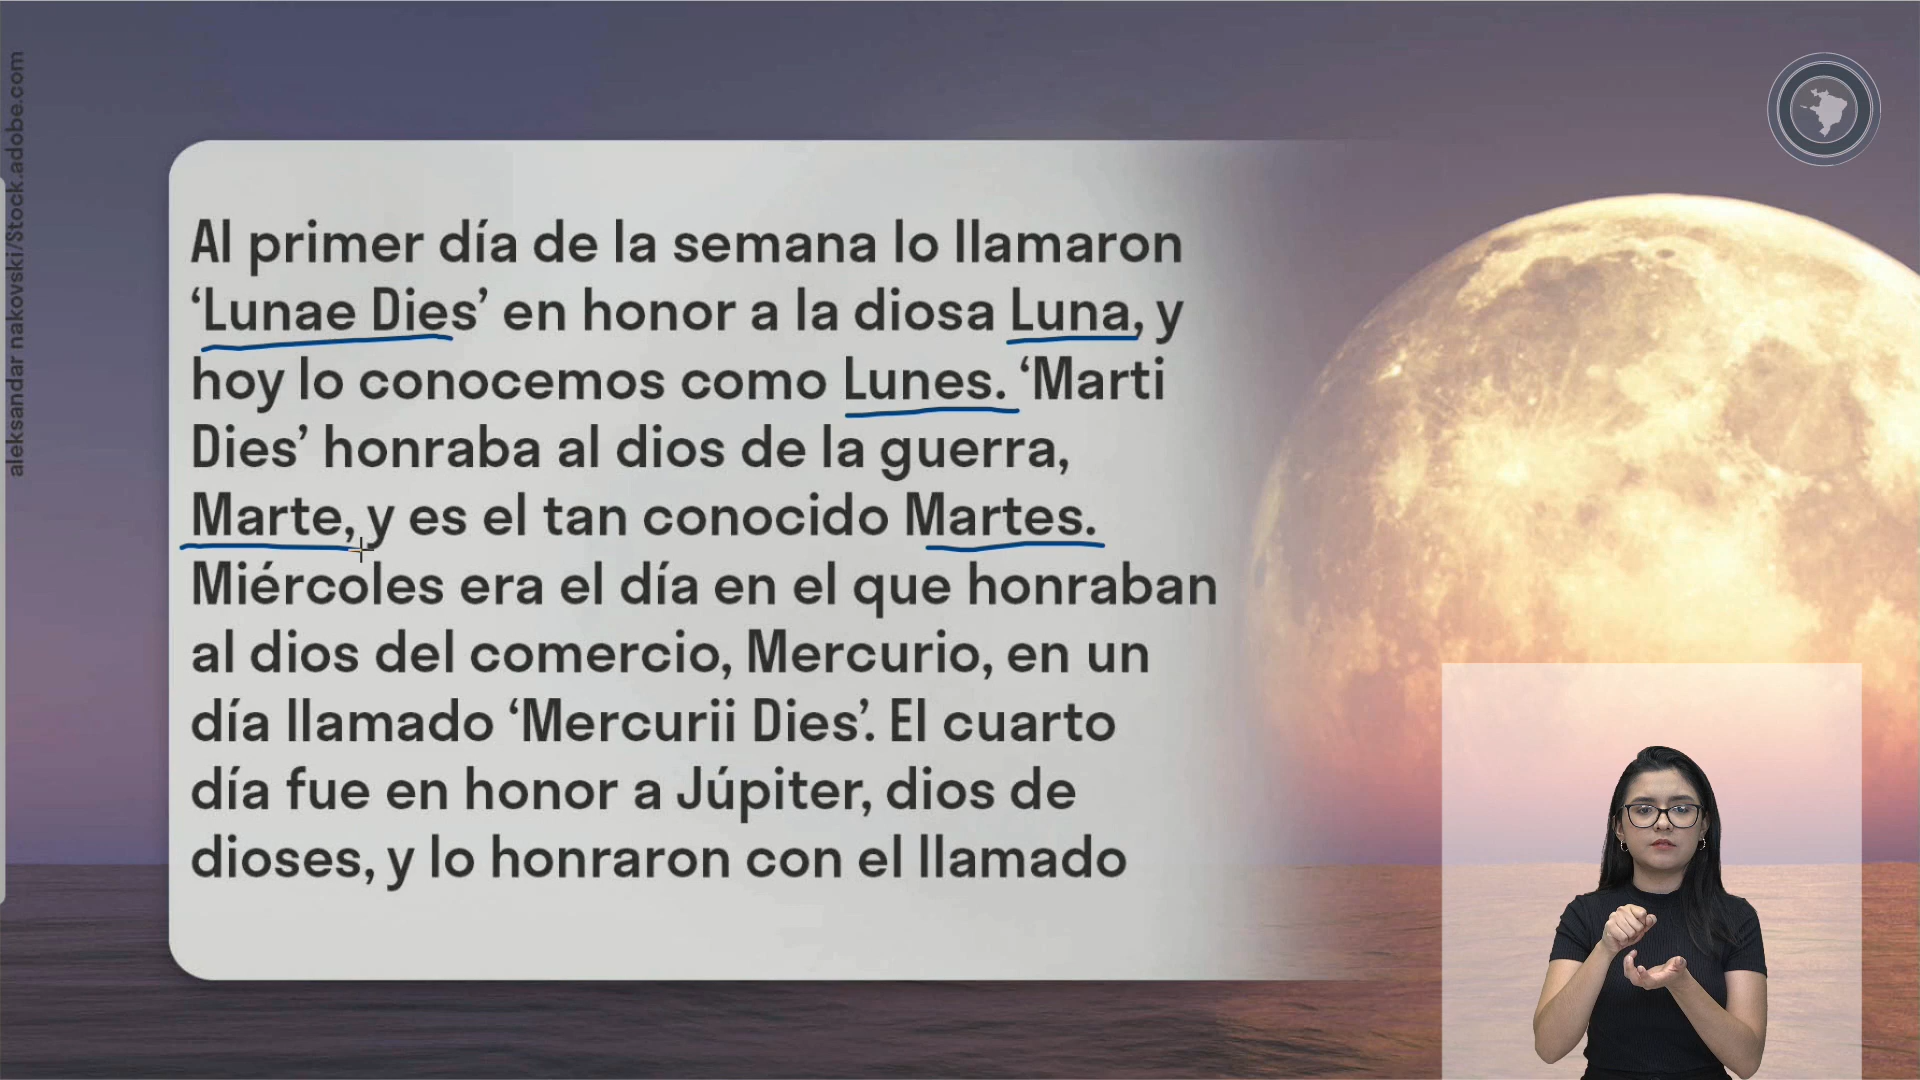 aleksandar nakovski/Stock.adobe.com
Al primer día de la semana lo llamaron
‘Lunae Dies’ en honor a la diosa Luna, y
hoy lo conocemos como Lunes. ‘Marti
Dies’ honraba al dios de la guerra,
Marte, y es el tan conocido Martes.
Miércoles era el día en el que honraban
al dios del comercio, Mercurio, en un
día llamado ‘Mercurii Dies’. El cuarto
día fue en honor a Júpiter, dios de
dioses, y lo honraron con el llamado